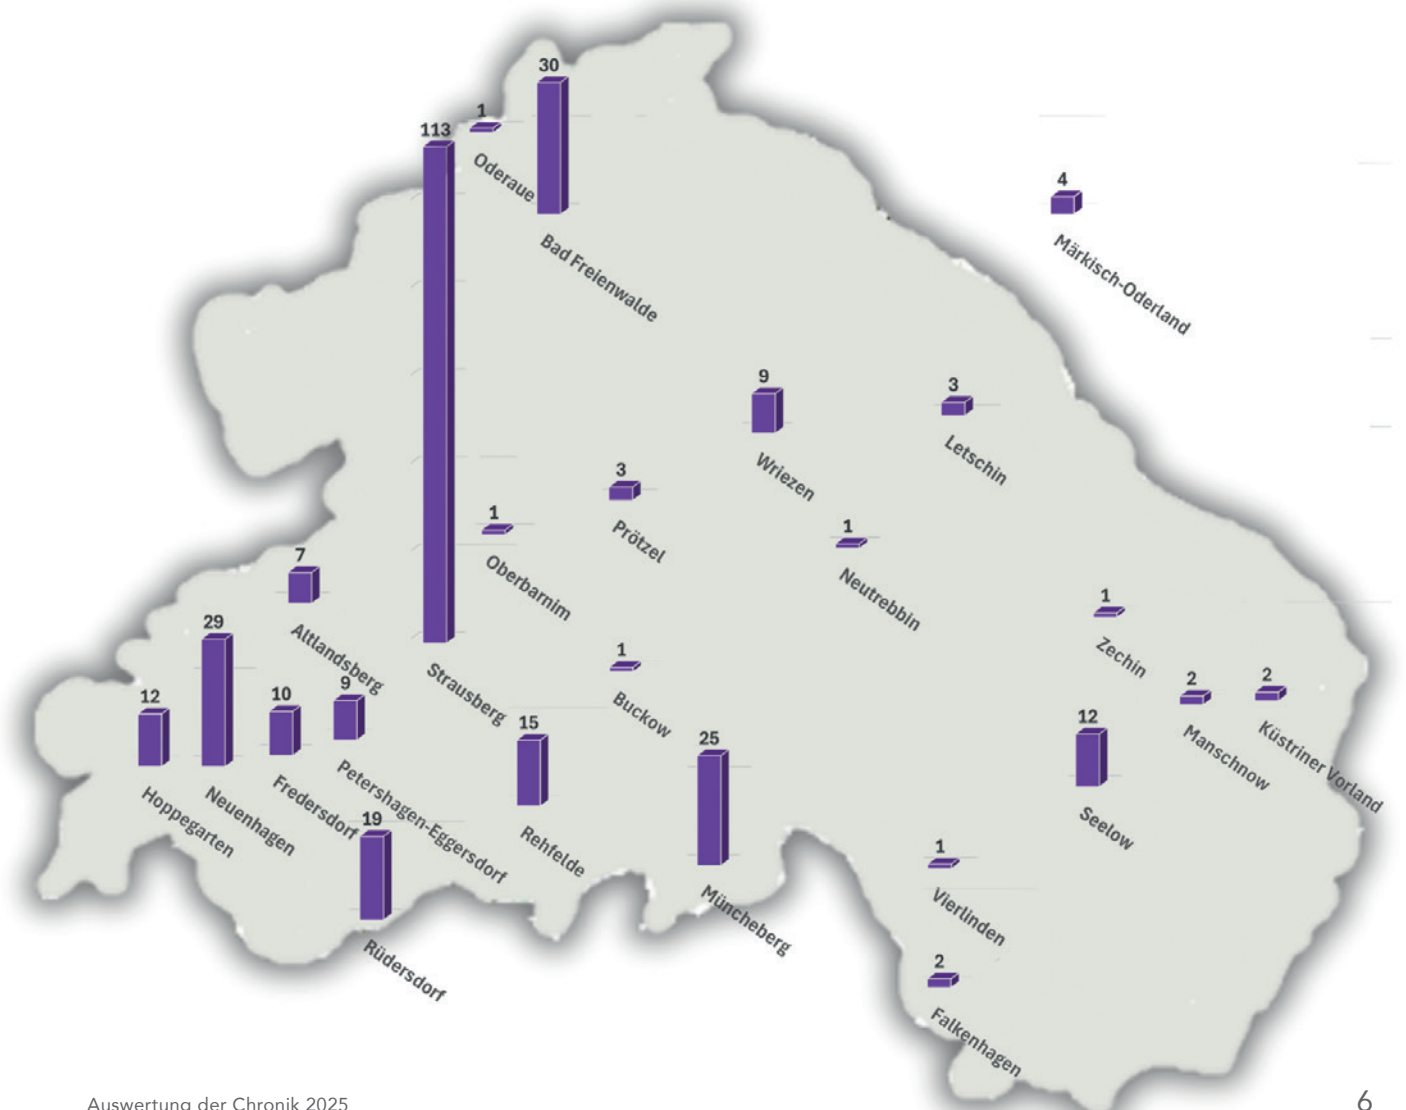 30
1
113
Oderaue
4
Bad Freienwalde
Märkisch-Oderland
9
3
Wriezen
Letschin
3
Prötzel
1
Oberbarnim
1
Neutrebbin
7
Altlandsberg
1
Zechin
29
Neuenhagen
Strausberg
1
Buckow
2
Manschnow
2
Küstriner Vorland
12
Hoppegarten
10
Fredersdorf
9
Petershagen-Eggersdorf
15
Rehfelde
25
Müncheberg
12
Seelow
19
Rüdersdorf
1
Vierlinden
2
Falkenhagen
Auswertung der Chronik 2025
6